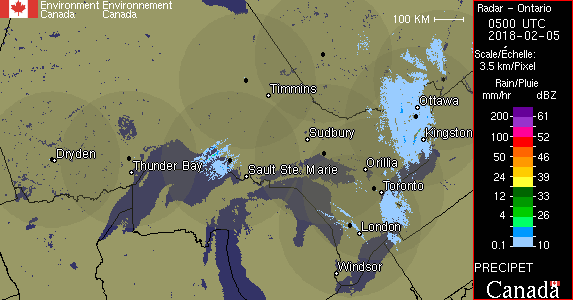 Environment Environnement
Canada Canada
100 KM
Timmins
Ottawa
Sudbury
Kingston
Dryden
Thunder Bay
Sault Ste. Marie
Orillia
Toronto
London
Windsor
Radar - Ontario
0500 UTC
2018-02-05
Scale/Échelle:
3.5 km/Pixel
Rain/Pluie
mm/hr dBZ
200 61
100 52
50 46
24 39
12 33
4 26
0.1 10
PRECIPET
Canada